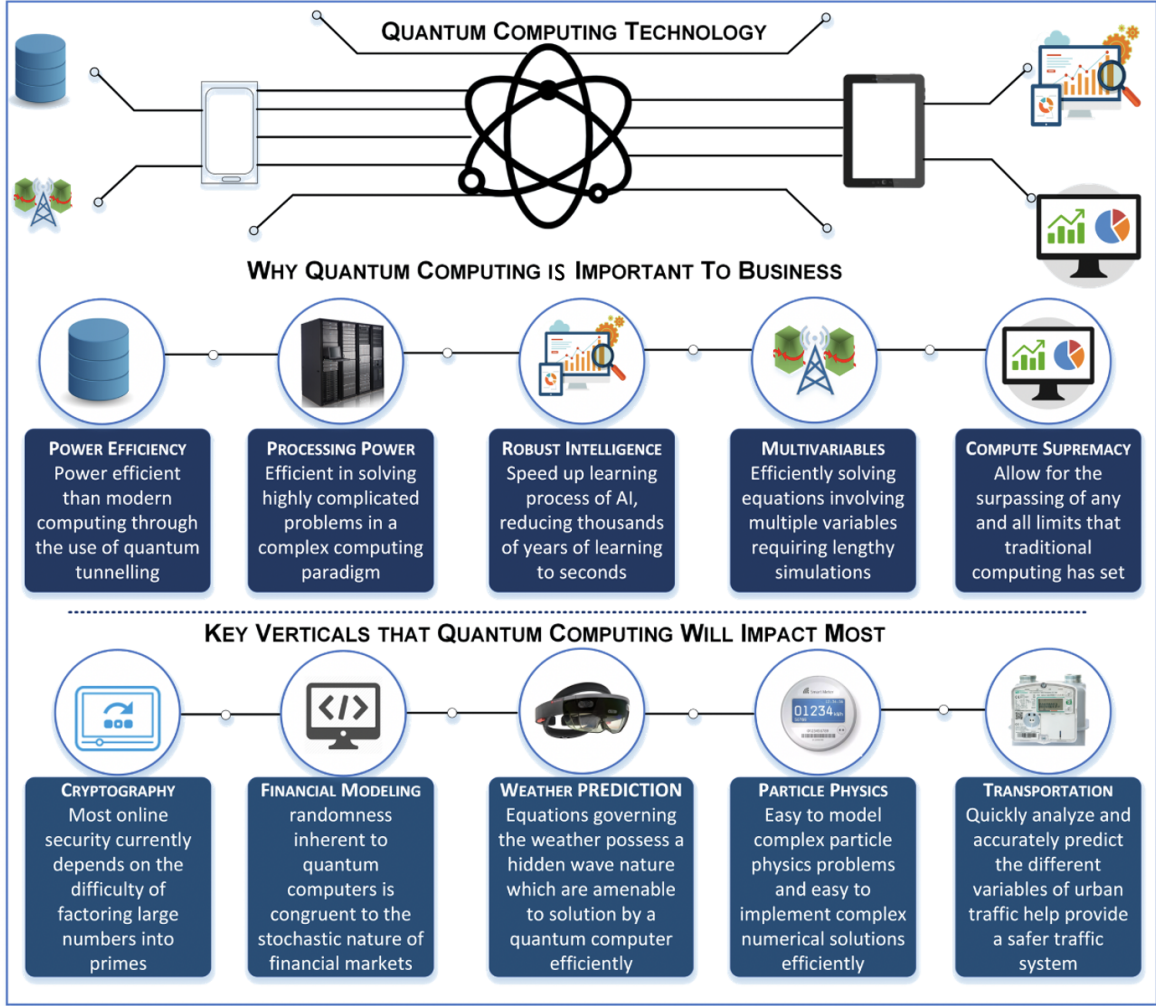 QUANTUM COMPUTING TECHNOLOGY
WHY QUANTUM COMPUTING IS IMPORTANT TO BUSINESS
POWER EFFICIENCY
Power efficient
than modern
computing through
the use of quantum
tunnelling
PROCESSING POWER
Efficient in solving
highly complicated
problems in a
complex computing
paradigm
ROBUST INTELLIGENCE
Speed up learning
process of AI,
reducing thousands
of years of learning
to seconds
MULTIVARIABLES
Efficiently solving
equations involving
multiple variables
requiring lengthy
simulations
COMPUTE SUPREMACY
Allow for the
surpassing of any
and all limits that
traditional
computing has set
KEY VERTICALS THAT QUANTUM COMPUTING WILL IMPACT MOST
</>
01234 kWh
CRYPTOGRAPHY
Most online
security currently
depends on the
difficulty of
factoring large
numbers into
primes
FINANCIAL MODELING
randomness
inherent to
quantum
computers is
congruent to the
stochastic nature of
financial markets
WEATHER PREDICTION
Equations governing
the weather possess a
hidden wave nature
which are amenable
to solution by a
quantum computer
efficiently
PARTICLE PHYSICS
Easy to model
complex particle
physics problems
and easy to
implement complex
numerical solutions
efficiently
TRANSPORTATION
Quickly analyze and
accurately predict
the different
variables of urban
traffic help provide
a safer traffic
system